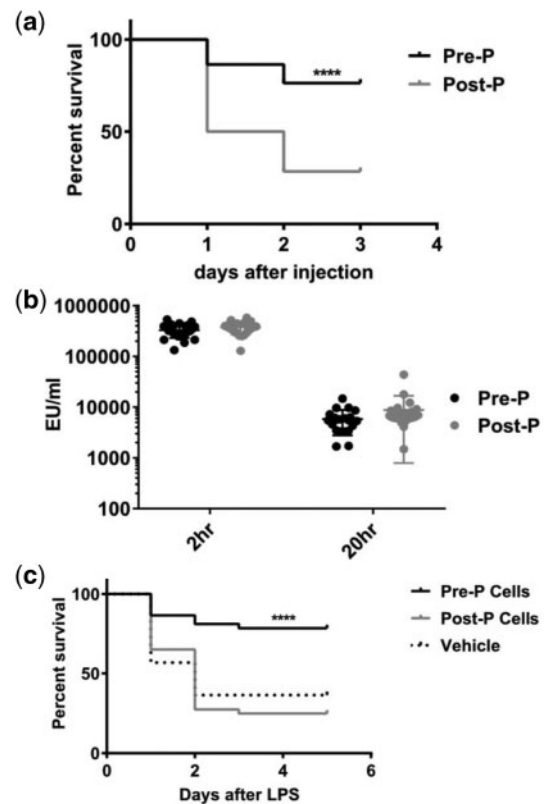 (a)
100
50
0
Percent survival
****
Pre-P
Post-P
0 1 2 3 4
days after injection
(b)
1000000
100000
10000
1000
100
EU/ml
Pre-P
Post-P
2hr 20hr
(c)
100
50
0
Percent survival
****
Pre-P Cells
Post-P Cells
Vehicle
0 2 4 6
Days after LPS